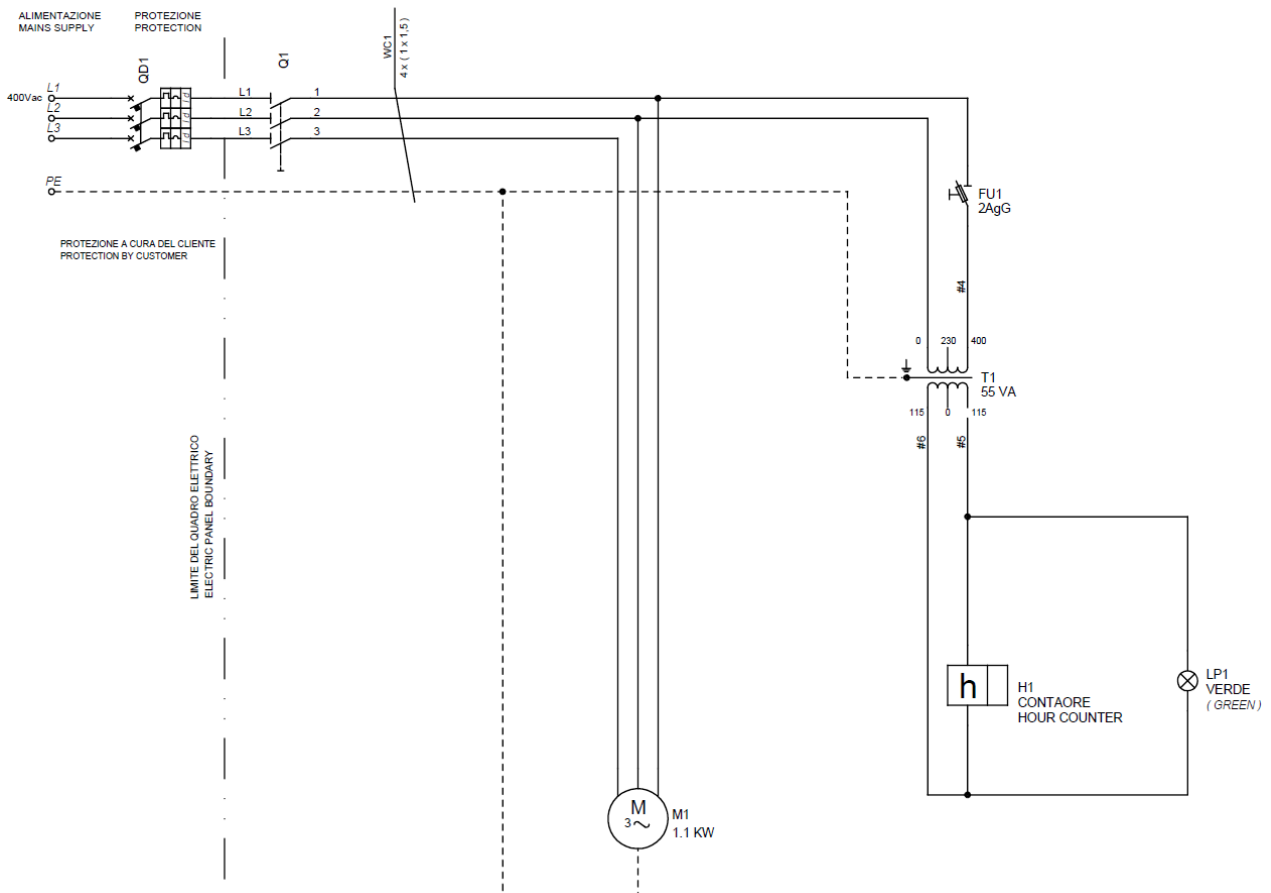 ALIMENTAZIONE
MAINS SUPPLY
PROTEZIONE
PROTECTION
QD1
Q1
WC1
4 x ( 1 x 1,5 )
400Vac
L1
L2
L3
PE
L1
L2
L3
1
2
3
PROTEZIONE A CURA DEL CLIENTE
PROTECTION BY CUSTOMER
LIMITE DEL QUADRO ELETTRICO
ELECTRIC PANEL BOUNDARY
FU1
2AgG
#4
0 230 400
T1
55 VA
115 0 115
#6
#5
h
H1
CONTAORE
HOUR COUNTER
LP1
VERDE
( GREEN )
M
3~
M1
1.1 KW